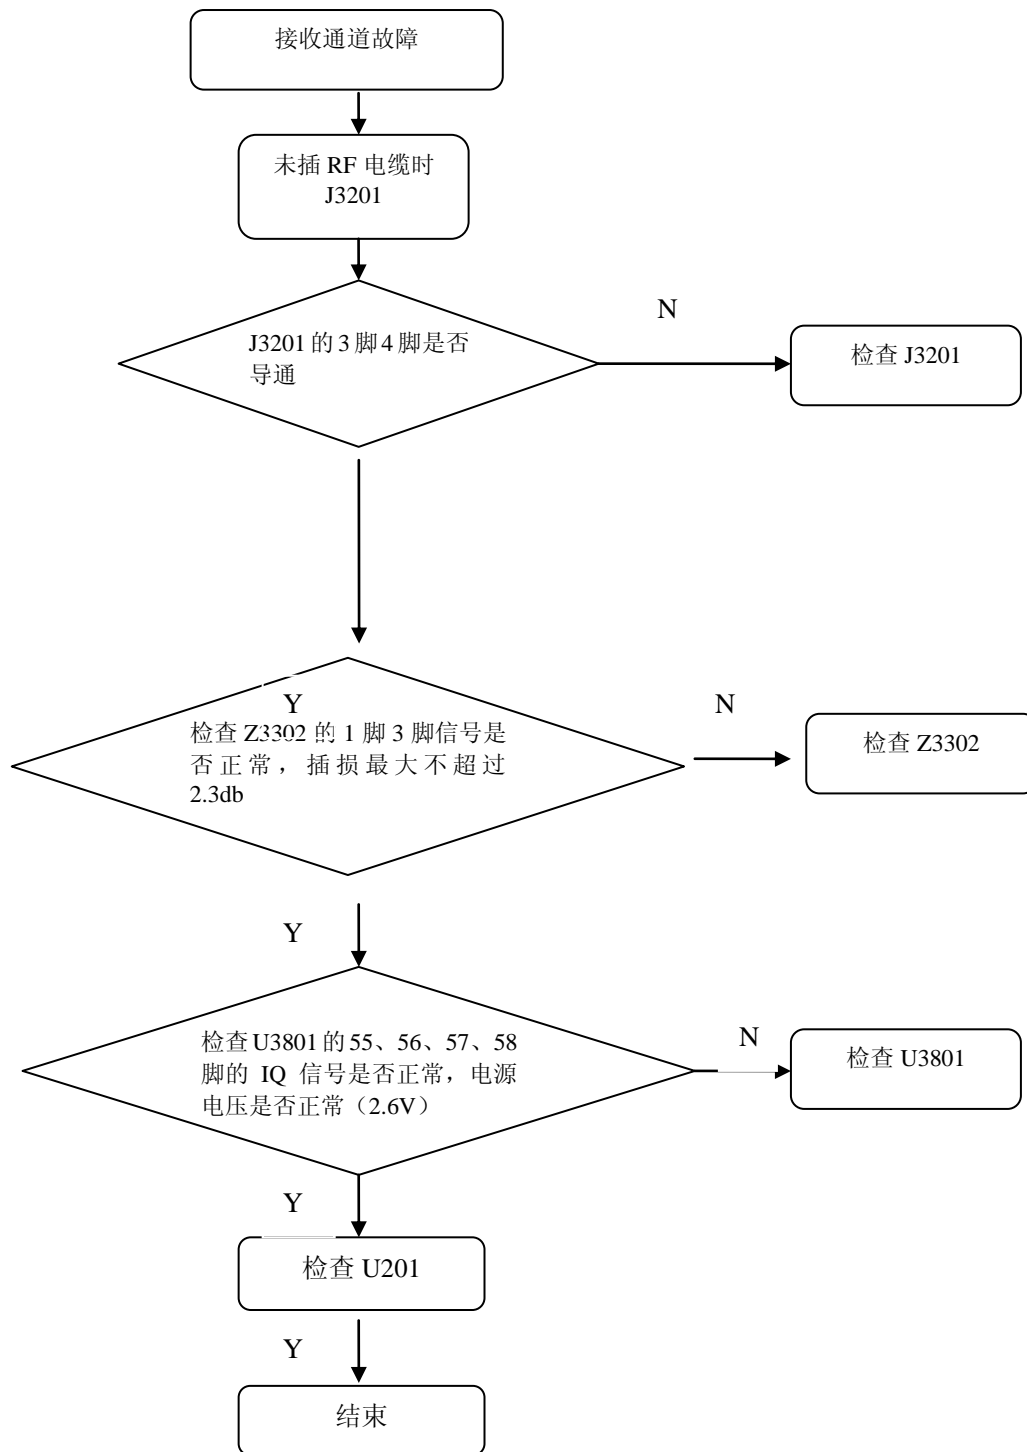 接收通道故障
未插 RF 电缆时
J3201
N
J3201 的 3 脚 4 脚是否
导通
检查 J3201
Y
N
检查 Z3302 的 1 脚 3 脚信号是
否正常，插损最大不超过
2.3db
检查 Z3302
Y
N
检查 U3801 的 55、56、57、58
脚的 IQ 信号是否正常，电源
电压是否正常（2.6V）
检查 U3801
Y
检查 U201
Y
结束